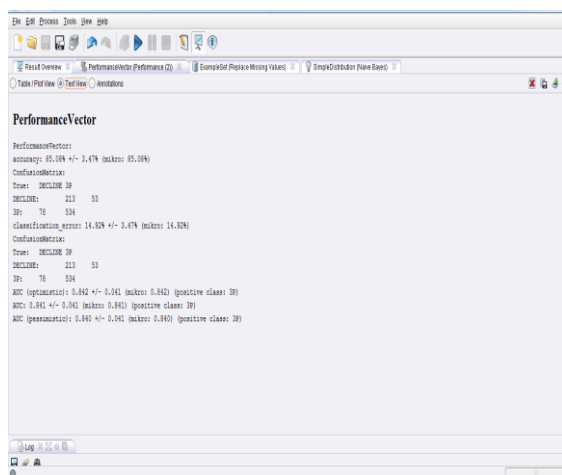 File Edit Process Tools View Help
Result Overview PerformanceVector (Performance (2)) ExampleSet (Replace Missing Values) SimpleDistribution (Naive Bayes)
Table / Plot View Text View Annotations
PerformanceVector
PerformanceVector:
accuracy: 85.08% +/- 3.47% (mikro: 85.08%)
ConfusionMatrix:
True: DECLINE 3P
DECLINE: 213 53
3P: 78 534
classification_error: 14.92% +/- 3.47% (mikro: 14.92%)
ConfusionMatrix:
True: DECLINE 3P
DECLINE: 213 53
3P: 78 534
AUC (optimistic): 0.842 +/- 0.041 (mikro: 0.842) (positive class: 3P)
AUC: 0.841 +/- 0.041 (mikro: 0.841) (positive class: 3P)
AUC (pessimistic): 0.840 +/- 0.041 (mikro: 0.840) (positive class: 3P)
Log